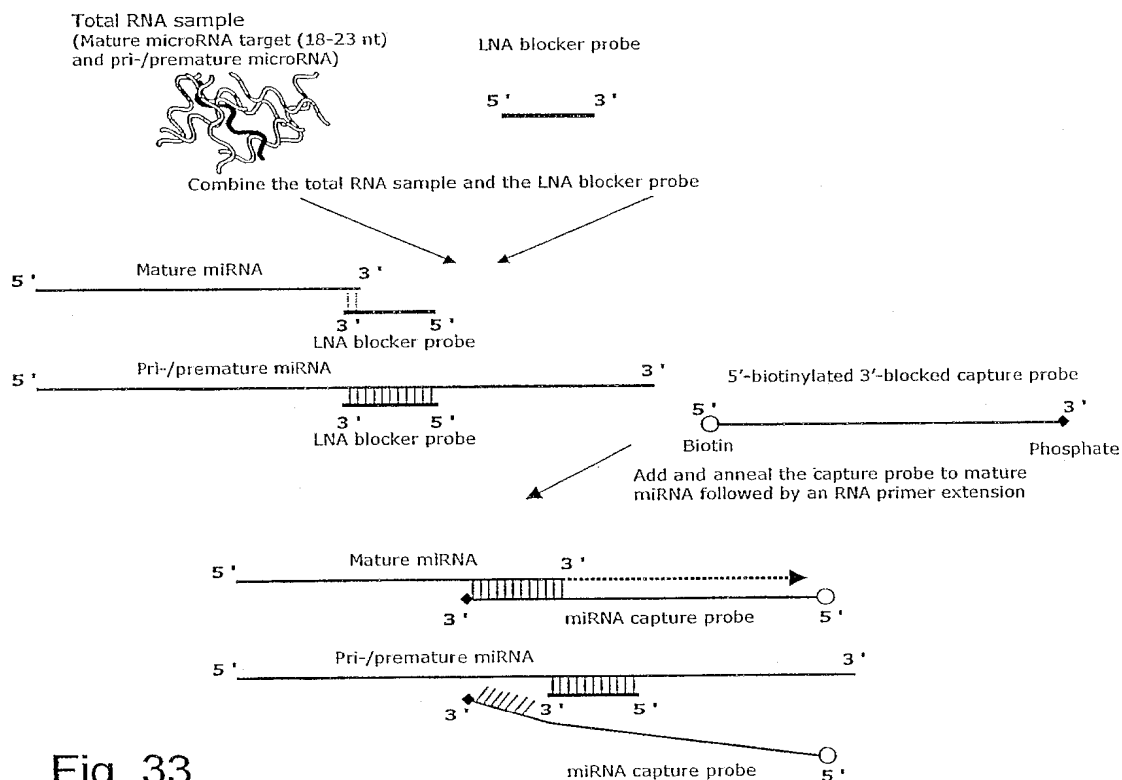 Total RNA sample
(Mature microRNA target (18-23 nt)
and pri-/premature microRNA)
LNA blocker probe
5' 3'
Combine the total RNA sample and the LNA blocker probe
5' Mature miRNA 3'
3' 5'
LNA blocker probe
5' Pri-/premature miRNA 3'
3' 5'
LNA blocker probe
5'-biotinylated 3'-blocked capture probe
5' 3'
Biotin Phosphate
Add and anneal the capture probe to mature
miRNA followed by an RNA primer extension
5' Mature miRNA 3'
3' miRNA capture probe 5'
5' Pri-/premature miRNA 3'
3' 3' 5'
miRNA capture probe 5'
Fig. 33